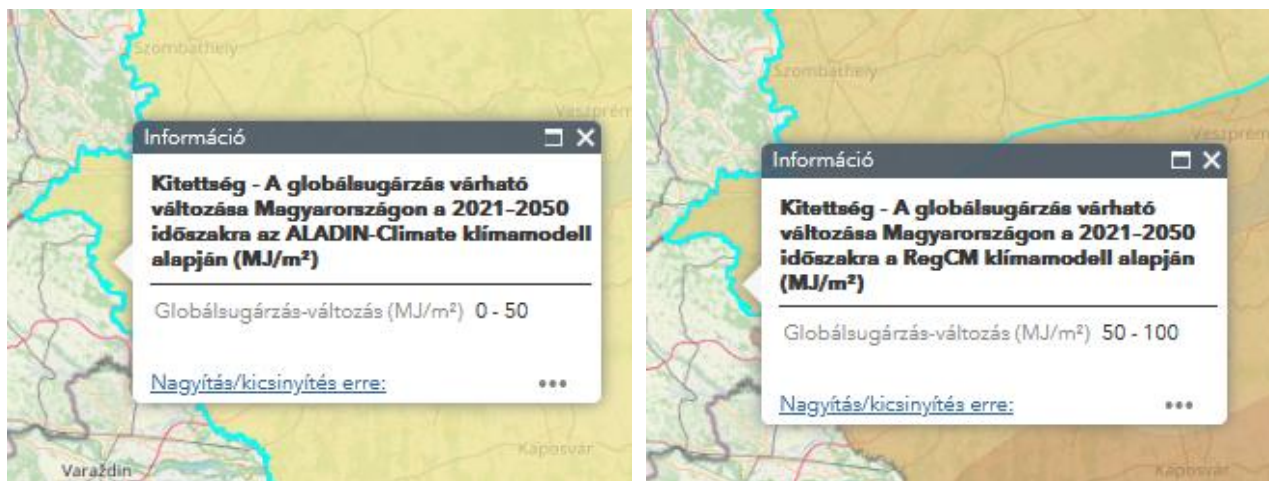 Szombathely
Veszprém
Információ
Kitettség - A globálsugárzás várható
változása Magyarországon a 2021-2050
időszakra az ALADIN-Climate klímamodell
alapján (MJ/m²)
Globálsugárzás-változás (MJ/m²) 0 - 50
Nagyítás/kicsinyítés erre:
Kaposvár
Varaždin
Szombathely
Veszprém
Információ
Kitettség - A globálsugárzás várható
változása Magyarországon a 2021-2050
időszakra a RegCM klímamodell alapján
(MJ/m²)
Globálsugárzás-változás (MJ/m²) 50 - 100
Nagyítás/kicsinyítés erre:
Kaposvár